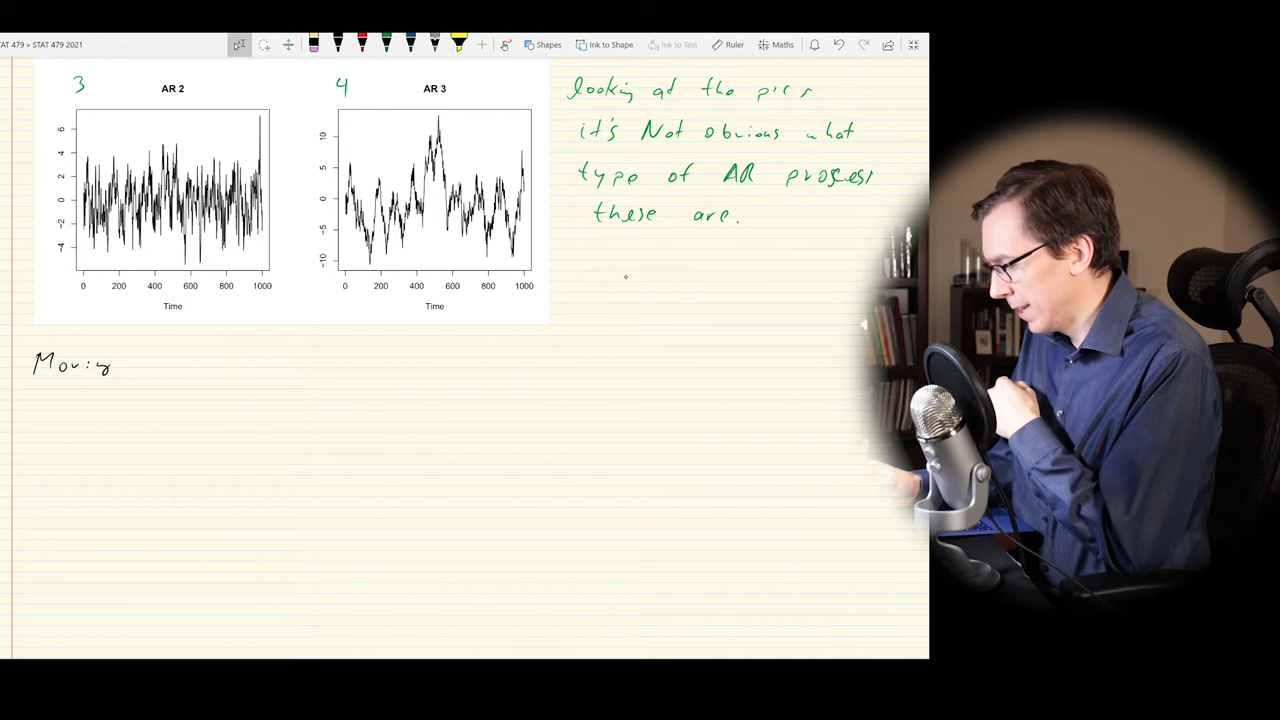 TAT 479 » STAT 479 2021
Shapes
Ink to Shape
Ink to Text
Ruler
Maths
3
AR 2
6
4
2
0
-2
-4
0 200 400 600 800 1000
Time
4
AR 3
10
5
0
-5
-10
0 200 400 600 800 1000
Time
looking at the pics
it's Not obvious what
type of AR process
these are.
Moving